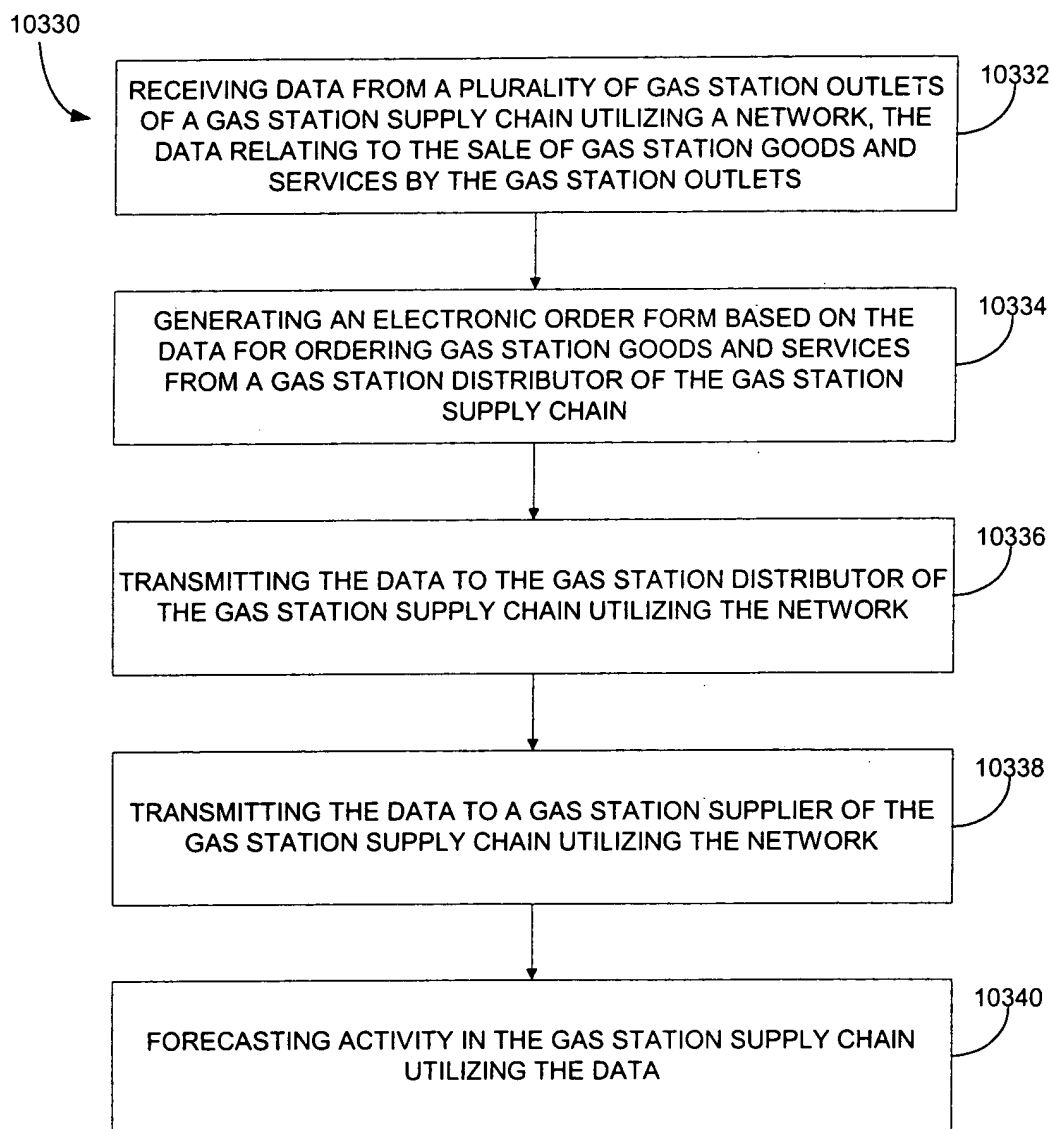 10330
RECEIVING DATA FROM A PLURALITY OF GAS STATION OUTLETS
OF A GAS STATION SUPPLY CHAIN UTILIZING A NETWORK, THE
DATA RELATING TO THE SALE OF GAS STATION GOODS AND
SERVICES BY THE GAS STATION OUTLETS
10332
GENERATING AN ELECTRONIC ORDER FORM BASED ON THE
DATA FOR ORDERING GAS STATION GOODS AND SERVICES
FROM A GAS STATION DISTRIBUTOR OF THE GAS STATION
SUPPLY CHAIN
10334
TRANSMITTING THE DATA TO THE GAS STATION DISTRIBUTOR OF
THE GAS STATION SUPPLY CHAIN UTILIZING THE NETWORK
10336
TRANSMITTING THE DATA TO A GAS STATION SUPPLIER OF THE
GAS STATION SUPPLY CHAIN UTILIZING THE NETWORK
10338
FORECASTING ACTIVITY IN THE GAS STATION SUPPLY CHAIN
UTILIZING THE DATA
10340